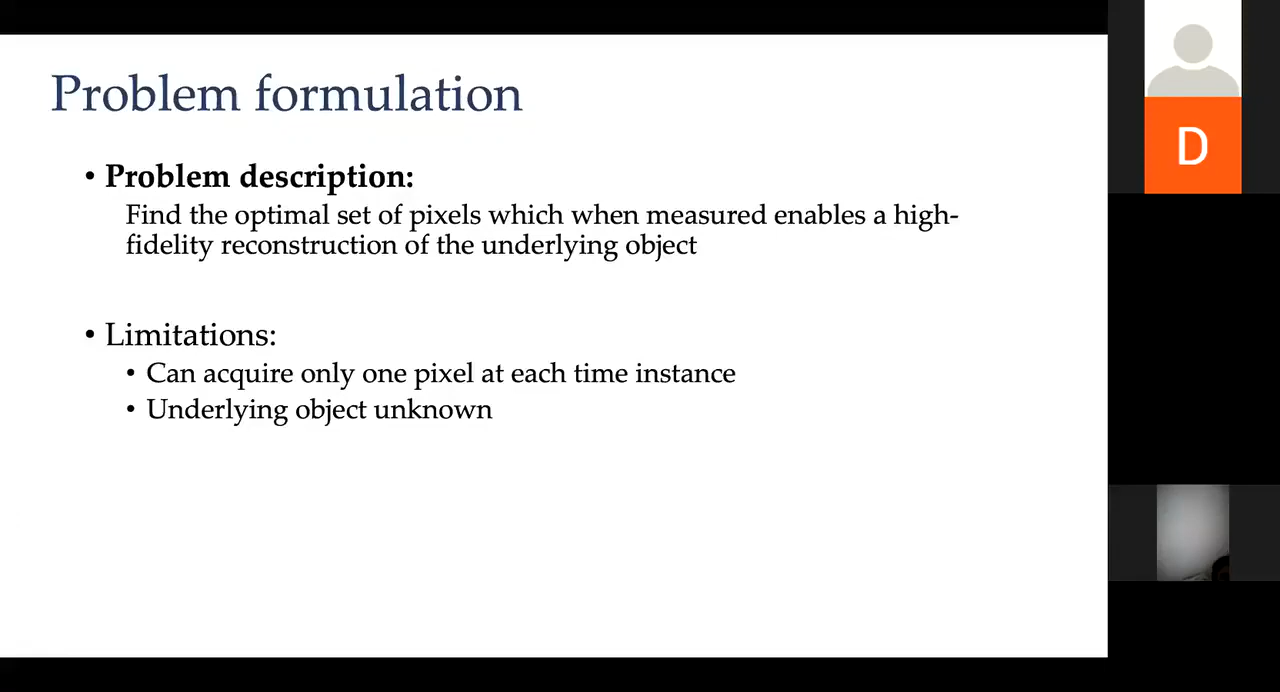 Problem formulation
• Problem description:
Find the optimal set of pixels which when measured enables a high-
fidelity reconstruction of the underlying object
• Limitations:
• Can acquire only one pixel at each time instance
• Underlying object unknown
D